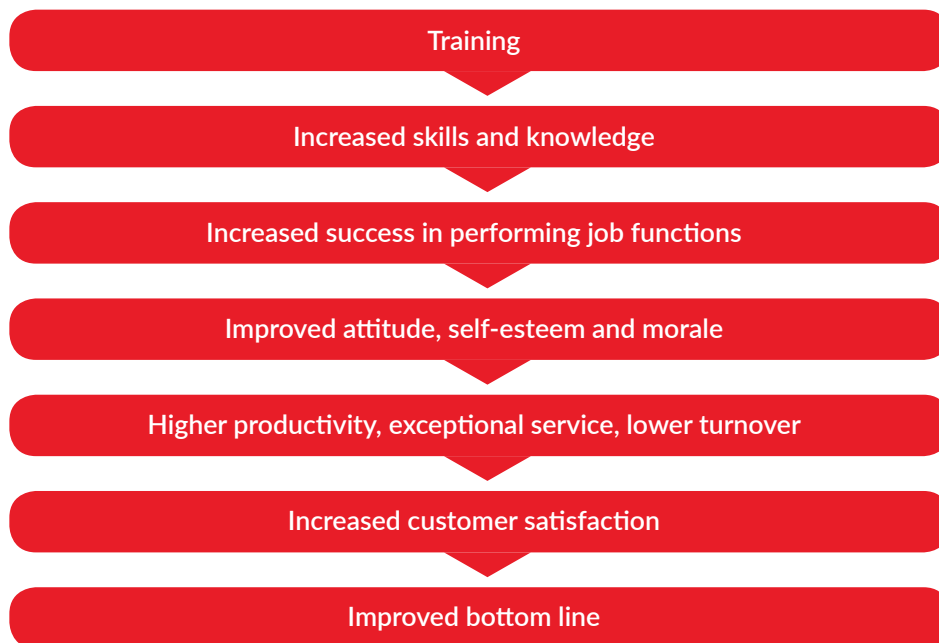 Training
Increased skills and knowledge
Increased success in performing job functions
Improved attitude, self-esteem and morale
Higher productivity, exceptional service, lower turnover
Increased customer satisfaction
Improved bottom line